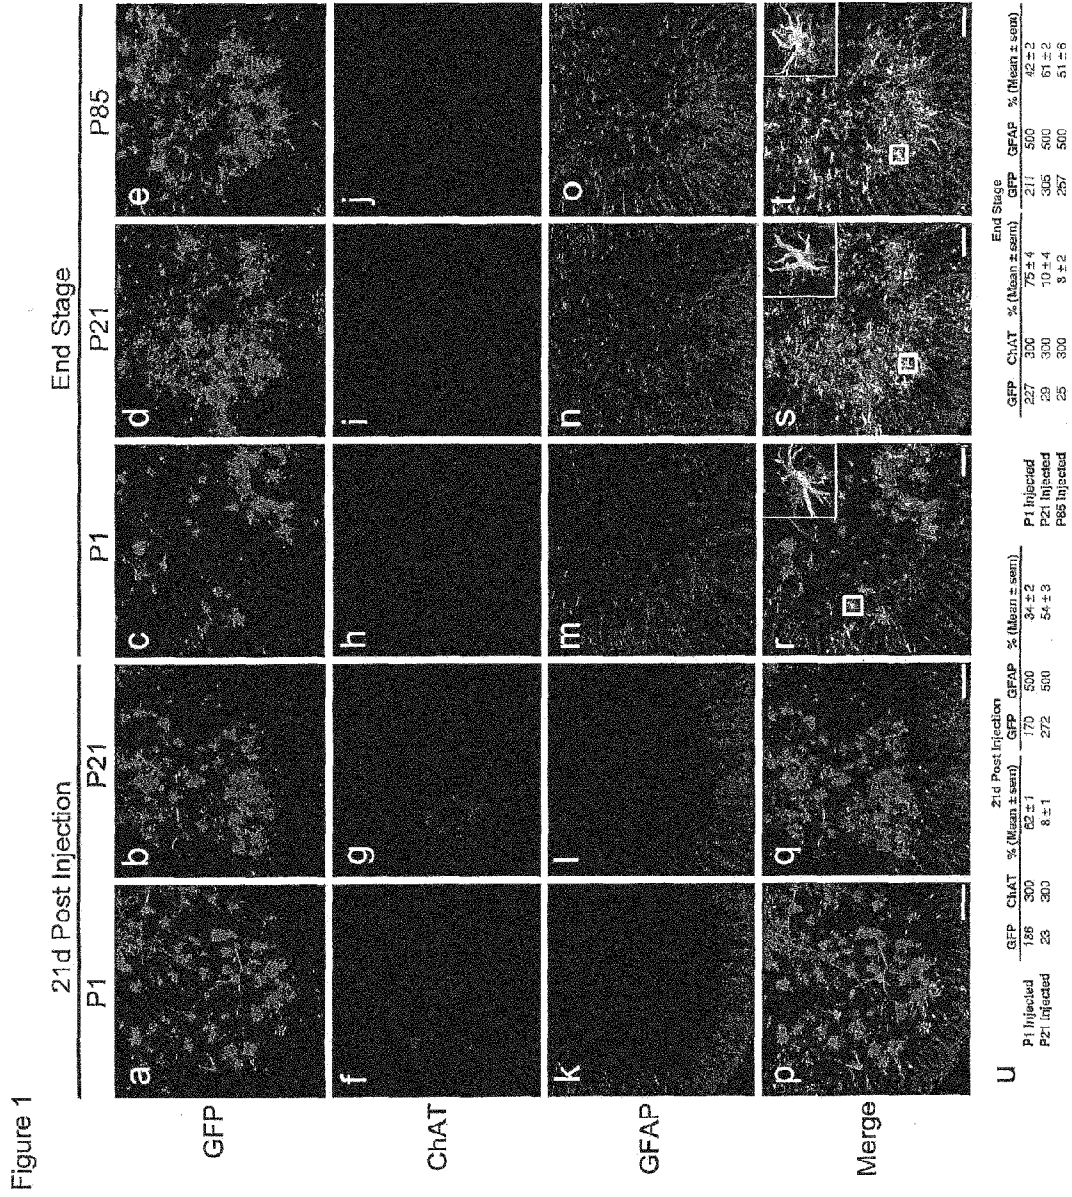 Figure 1
21d Post Injection
End Stage
P1
P21
P1
P21
P85
GFP
a
b
c
d
e
ChAT
f
g
h
i
j
GFAP
k
l
m
n
o
Merge
p
q
r
s
t
u
21d Post Injection
GFP ChAT % (Mean ± sem) GFP GFAP % (Mean ± sem)
P1 Injected 186 300 62 ± 1 170 500 34 ± 2
P21 Injected 23 300 8 ± 1 272 500 54 ± 3
End Stage
GFP ChAT % (Mean ± sem) GFP GFAP % (Mean ± sem)
P1 Injected 227 300 75 ± 4 211 500 42 ± 2
P21 Injected 29 300 10 ± 4 305 500 61 ± 2
P85 Injected 25 300 8 ± 2 257 500 51 ± 6